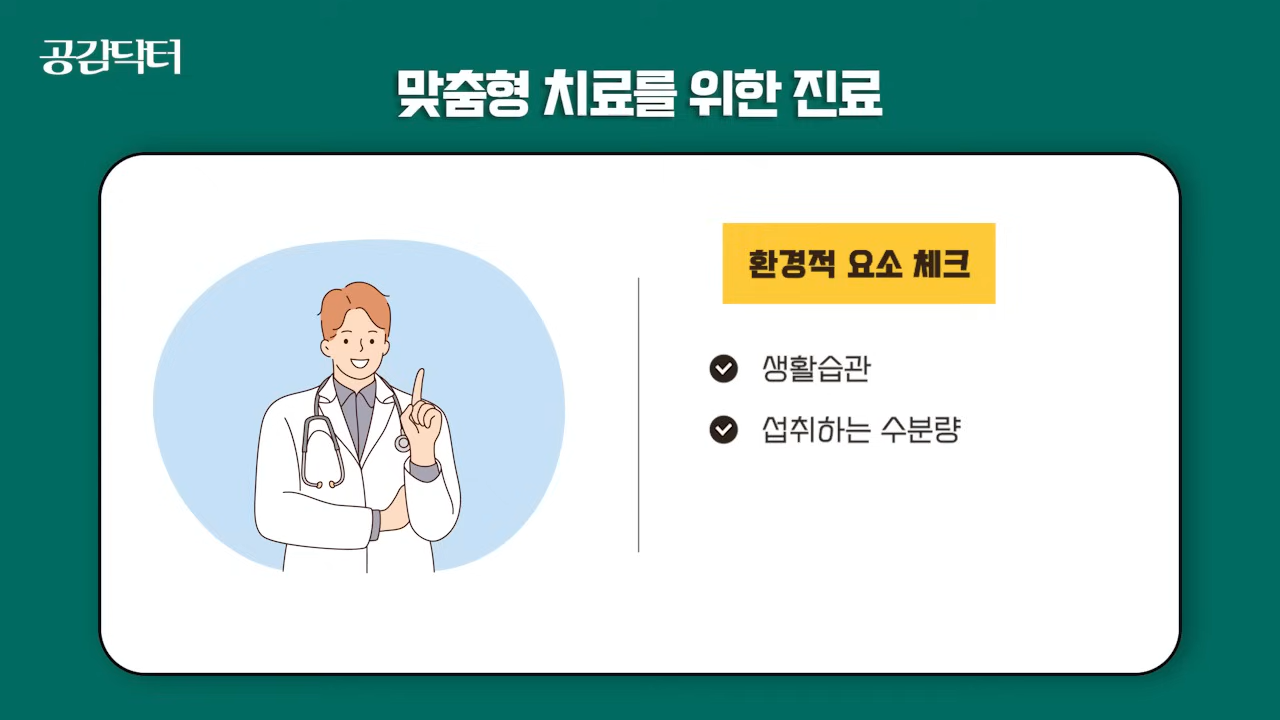 공감닥터
맞춤형 치료를 위한 진료
환경적 요소 체크
생활습관
섭취하는 수분량